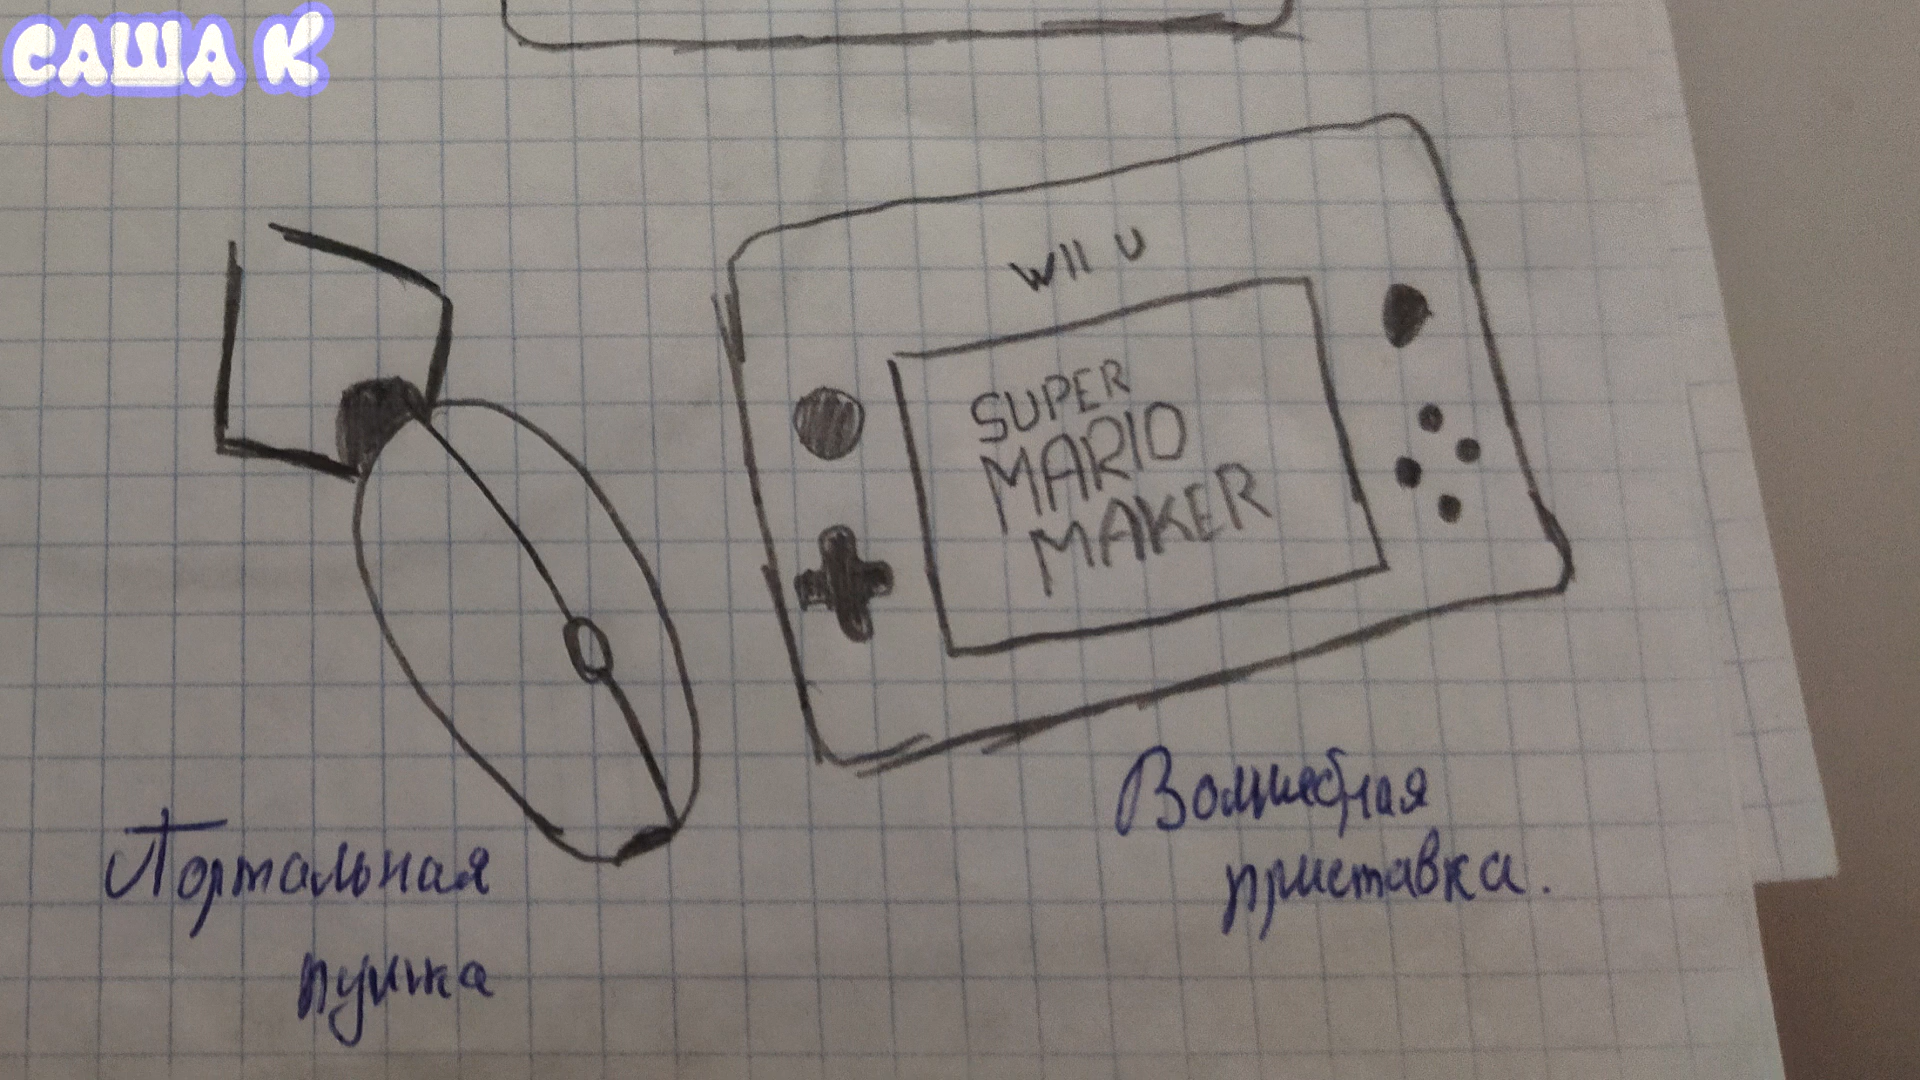 САША К
WII U
SUPER
MARIO
MAKER
Волшебная
приставка.
Портальная
пушка